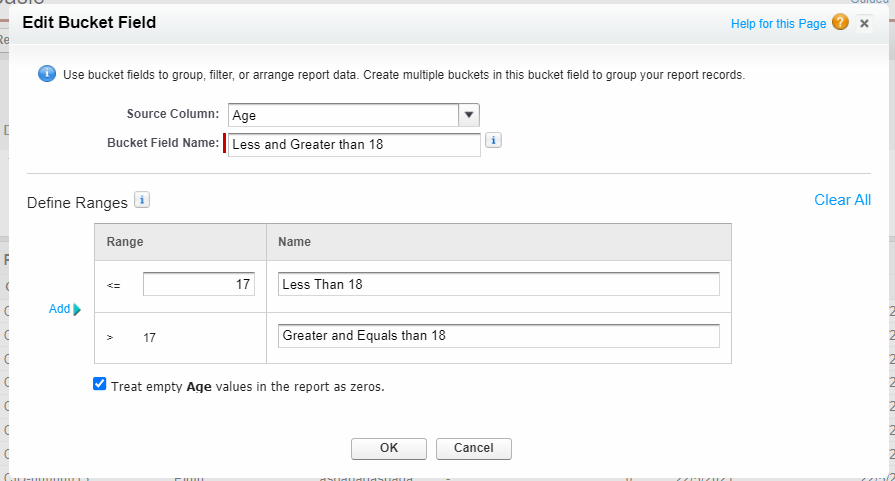 Edit Bucket Field
Help for this Page
Use bucket fields to group, filter, or arrange report data. Create multiple buckets in this bucket field to group your report records.
Source Column: Age
Bucket Field Name: Less and Greater than 18
Define Ranges
Clear All
Range Name
<= 17 Less Than 18
Add
> 17 Greater and Equals than 18
Treat empty Age values in the report as zeros.
OK Cancel